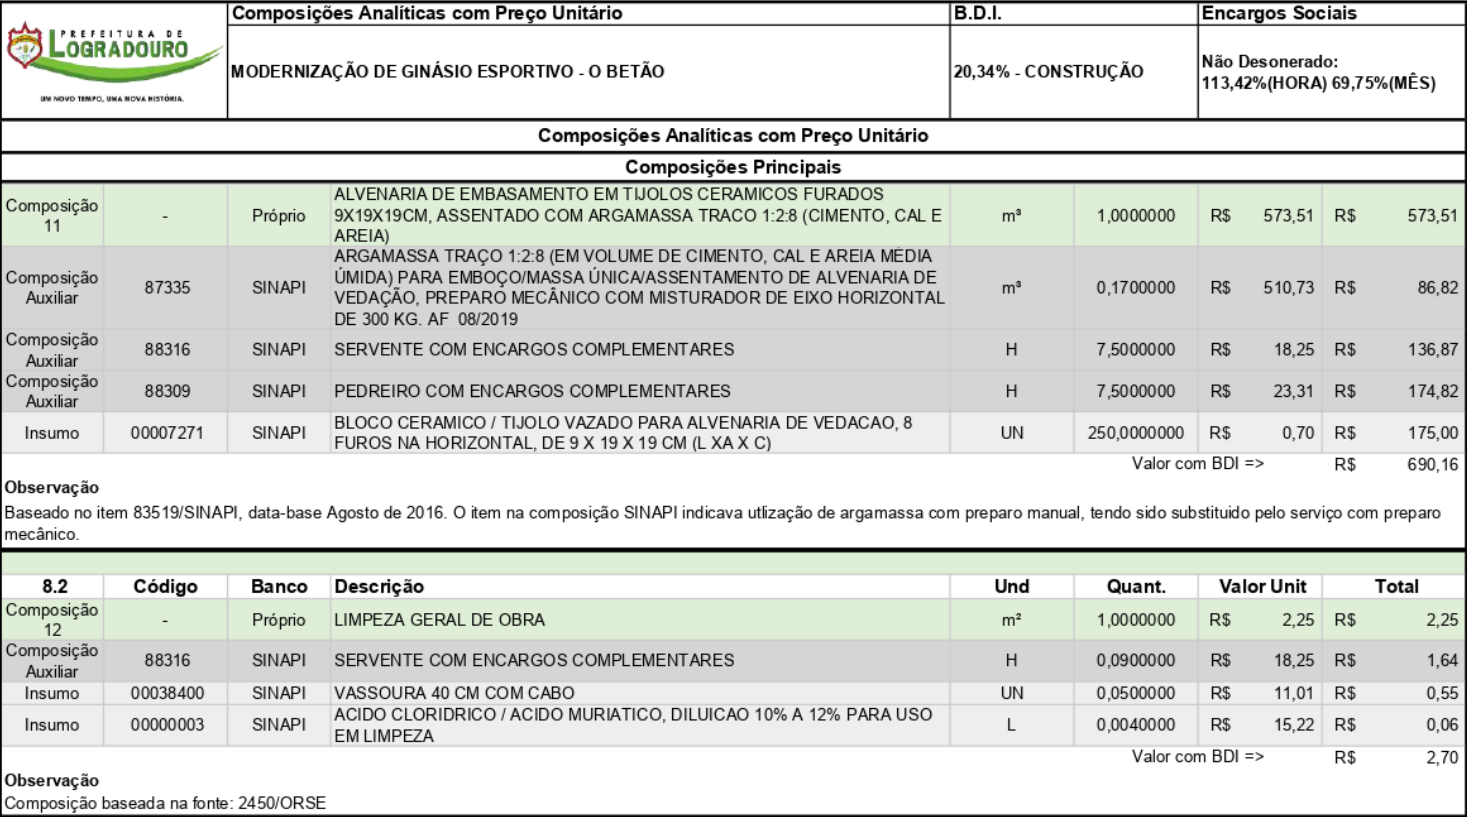 PREFEITURA DE
LOGRADOURO
UM NOVO TEMPO, UMA NOVA HISTÓRIA.
Composições Analíticas com Preço Unitário
B.D.I.
Encargos Sociais
MODERNIZAÇÃO DE GINÁSIO ESPORTIVO - O BETÃO
20,34% - CONSTRUÇÃO
Não Desonerado:
113,42%(HORA) 69,75%(MÊS)
Composições Analíticas com Preço Unitário
Composições Principais
Composição 11 - Próprio ALVENARIA DE EMBASAMENTO EM TIJOLOS CERAMICOS FURADOS
9X19X19CM, ASSENTADO COM ARGAMASSA TRACO 1:2:8 (CIMENTO, CAL E
AREIA) m³ 1,0000000 R$ 573,51 R$ 573,51
Composição Auxiliar 87335 SINAPI ARGAMASSA TRAÇO 1:2:8 (EM VOLUME DE CIMENTO, CAL E AREIA MÉDIA
ÚMIDA) PARA EMBOÇO/MASSA ÚNICA/ASSENTAMENTO DE ALVENARIA DE
VEDAÇÃO, PREPARO MECÂNICO COM MISTURADOR DE EIXO HORIZONTAL
DE 300 KG. AF 08/2019 m³ 0,1700000 R$ 510,73 R$ 86,82
Composição Auxiliar 88316 SINAPI SERVENTE COM ENCARGOS COMPLEMENTARES H 7,5000000 R$ 18,25 R$ 136,87
Composição Auxiliar 88309 SINAPI PEDREIRO COM ENCARGOS COMPLEMENTARES H 7,5000000 R$ 23,31 R$ 174,82
Insumo 00007271 SINAPI BLOCO CERAMICO / TIJOLO VAZADO PARA ALVENARIA DE VEDACAO, 8
FUROS NA HORIZONTAL, DE 9 X 19 X 19 CM (L XA X C) UN 250,0000000 R$ 0,70 R$ 175,00
Valor com BDI => R$ 690,16
Observação
Baseado no item 83519/SINAPI, data-base Agosto de 2016. O item na composição SINAPI indicava utlização de argamassa com preparo manual, tendo sido substituido pelo serviço com preparo
mecânico.
8.2 Código Banco Descrição Und Quant. Valor Unit Total
Composição 12 - Próprio LIMPEZA GERAL DE OBRA m² 1,0000000 R$ 2,25 R$ 2,25
Composição Auxiliar 88316 SINAPI SERVENTE COM ENCARGOS COMPLEMENTARES H 0,0900000 R$ 18,25 R$ 1,64
Insumo 00038400 SINAPI VASSOURA 40 CM COM CABO UN 0,0500000 R$ 11,01 R$ 0,55
Insumo 00000003 SINAPI ACIDO CLORIDRICO / ACIDO MURIATICO, DILUICAO 10% A 12% PARA USO
EM LIMPEZA L 0,0040000 R$ 15,22 R$ 0,06
Valor com BDI => R$ 2,70
Observação
Composição baseada na fonte: 2450/ORSE